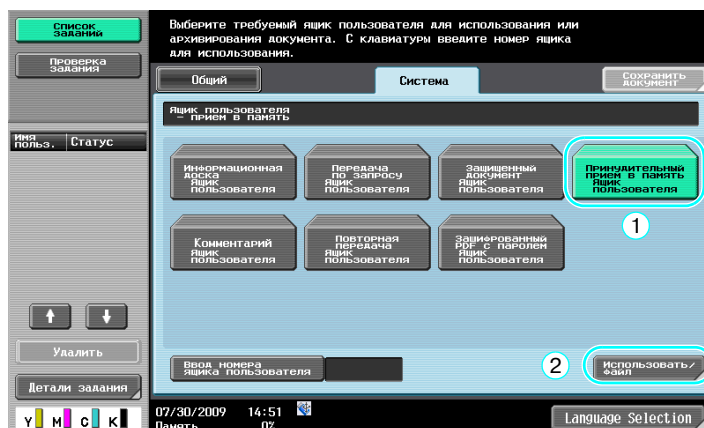 Список
заданий
Проверка
задания
Выберите требуемый ящик пользователя для использования или
архивирования документа. С клавиатуры введите номер ящика
для использования.
Общий
Система
Сохранить
документ
Ящик пользователя
- прием в память
Имя
польз.
Статус
Информационная
доска
Ящик
пользователя
Передача
по запросу
Ящик
пользователя
Защищенный
документ
Ящик
пользователя
Принудительный
прием в память
Ящик
пользователя
1
Комментарий
Ящик
пользователя
Повторная
передача
Ящик
пользователя
Зашифрованный
PDF с паролем
Ящик
пользователя
Удалить
Ввод номера
ящика пользователя
2
Использовать/
файл
Детали задания
Y M C K
07/30/2009 14:51
Память 0%
Language Selection